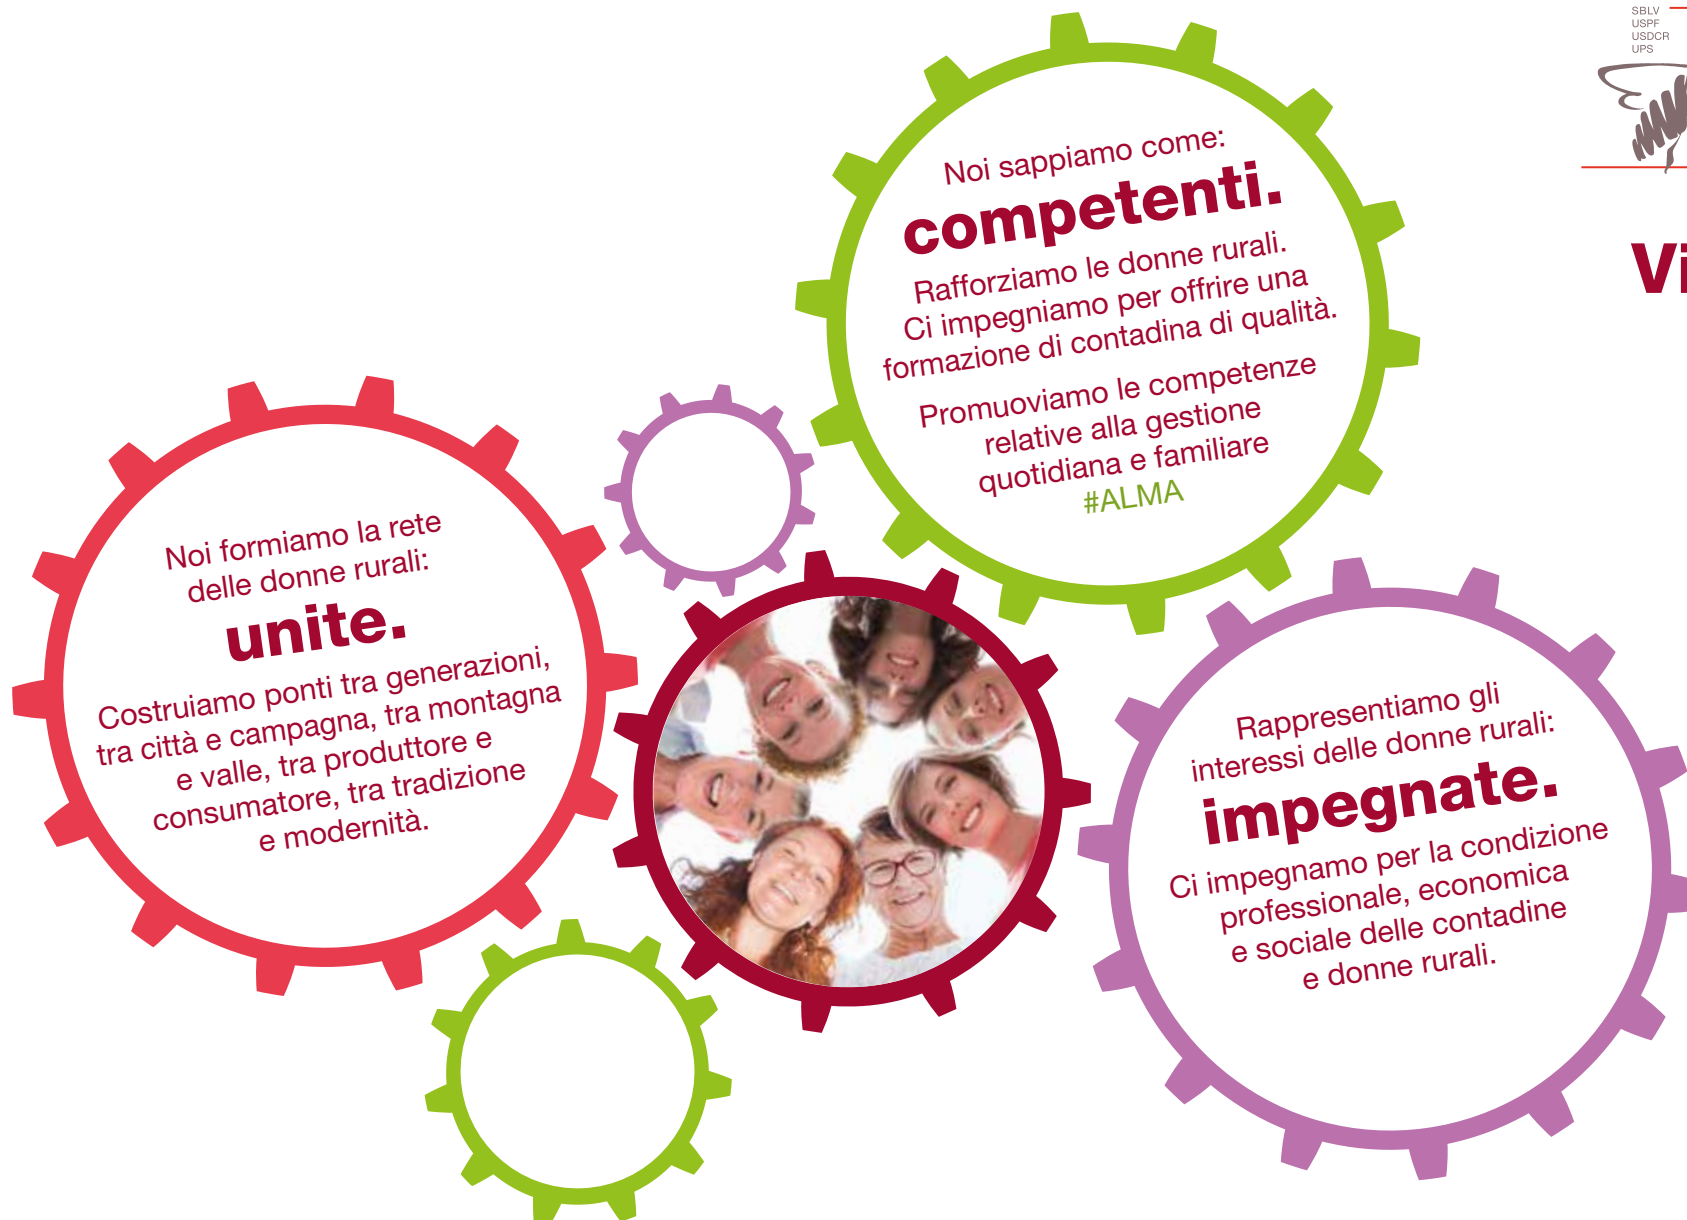 SBLV
USPF
USDCR
UPS
Noi sappiamo come:
competenti.
Rafforziamo le donne rurali.
Ci impegniamo per offrire una
formazione di contadina di qualità.
Promuoviamo le competenze
relative alla gestione
quotidiana e familiare
#ALMA
Noi formiamo la rete
delle donne rurali:
unite.
Costruiamo ponti tra generazioni,
tra città e campagna, tra montagna
e valle, tra produttore e
consumatore, tra tradizione
e modernità.
Rappresentiamo gli
interessi delle donne rurali:
impegnate.
Ci impegnamo per la condizione
professionale, economica
e sociale delle contadine
e donne rurali.